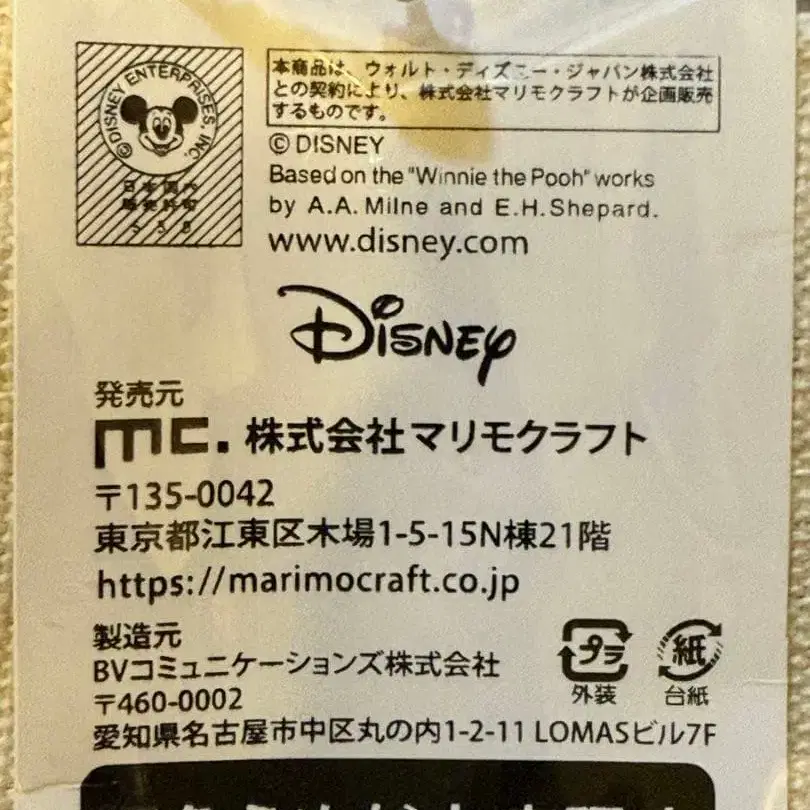 ©DISNEY ENTERPRISES, INC.
日本国内
販売許可
本商品は、ウォルト・ディズニー・ジャパン株式会社
との契約により、株式会社マリモクラフトが企画販売
するものです。
© DISNEY
Based on the "Winnie the Pooh" works
by A.A. Milne and E.H.Shepard.
www.disney.com
Disney
発売元
mc. 株式会社マリモクラフト
〒135-0042
東京都江東区木場1-5-15N棟21階
https://marimocraft.co.jp
製造元
BVコミュニケーションズ株式会社
〒460-0002
愛知県名古屋市中区丸の内1-2-11 LOMASビル7F
プラ
外装
紙
台紙